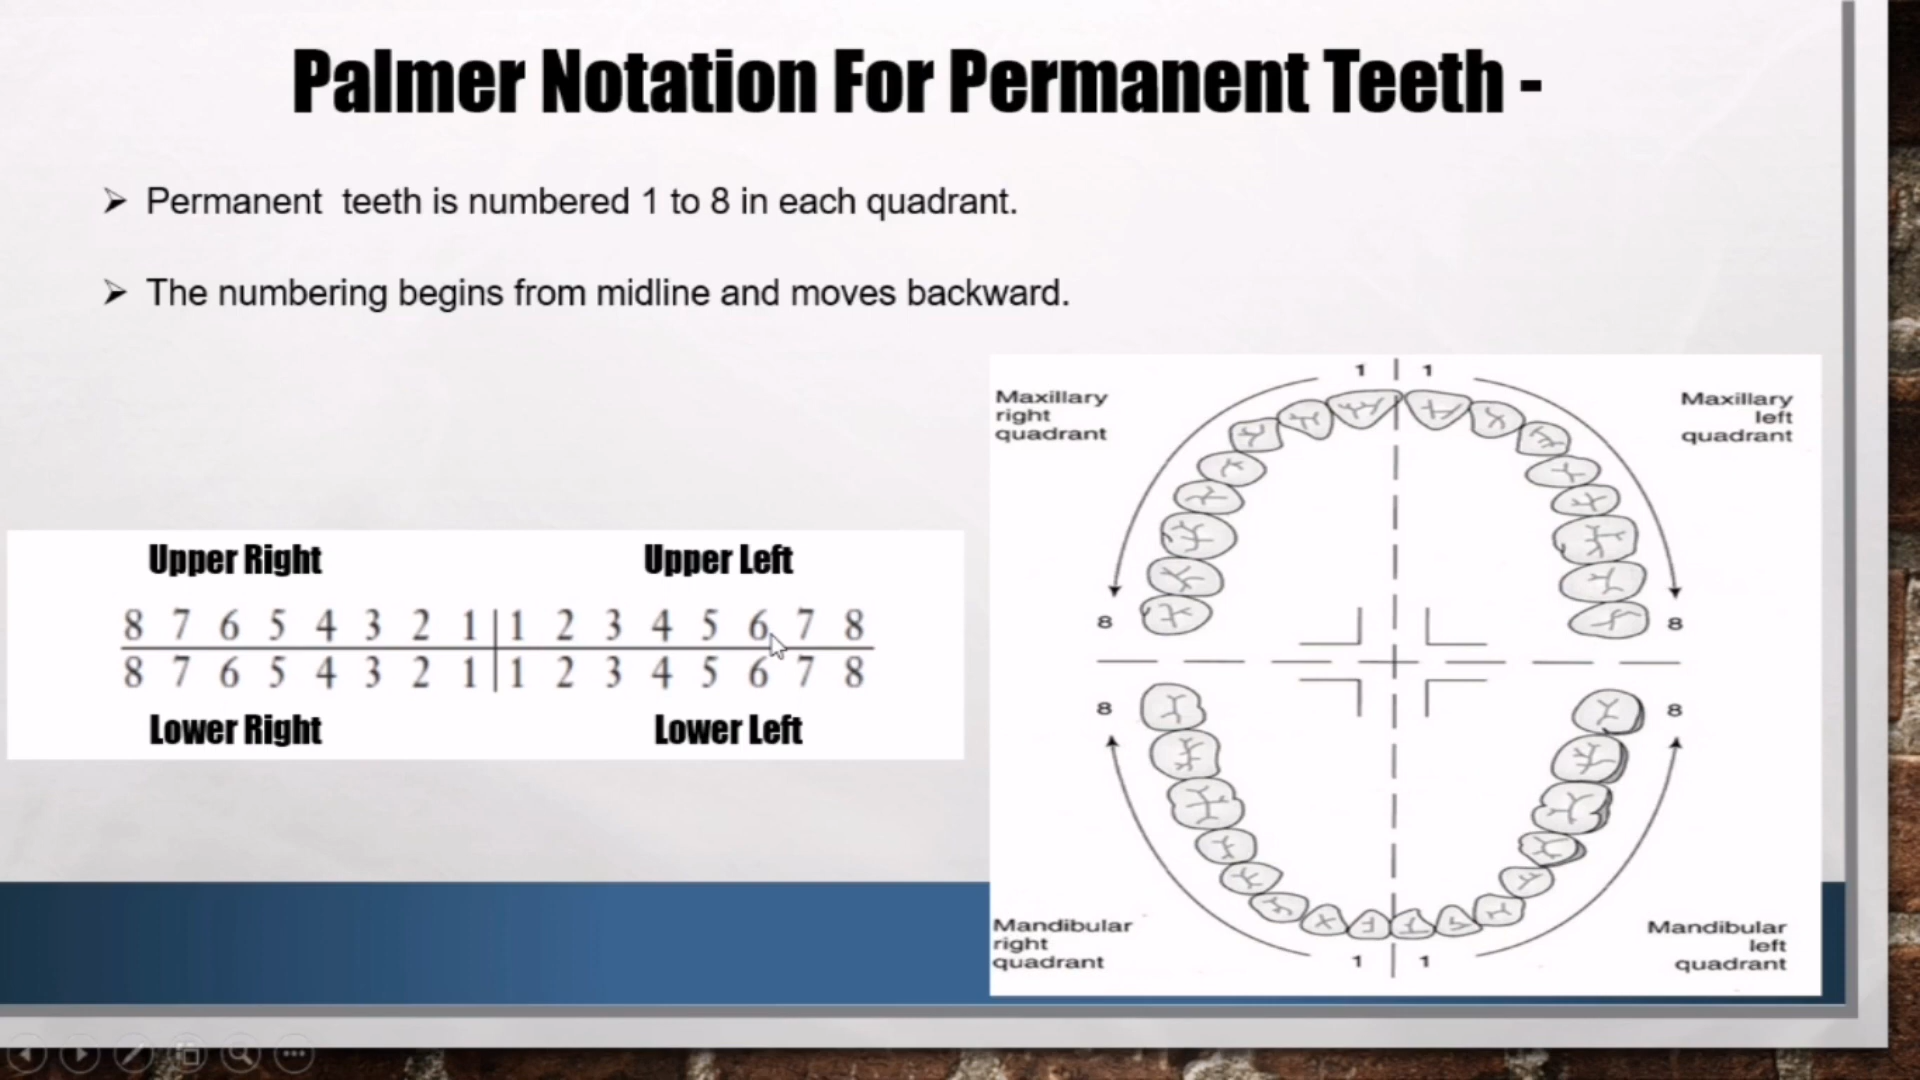 Palmer Notation For Permanent Teeth -
➢ Permanent teeth is numbered 1 to 8 in each quadrant.
➢ The numbering begins from midline and moves backward.
Upper Right Upper Left
8 7 6 5 4 3 2 1 | 1 2 3 4 5 6 7 8
8 7 6 5 4 3 2 1 | 1 2 3 4 5 6 7 8
Lower Right Lower Left
1 | 1
Maxillary
right
quadrant
Maxillary
left
quadrant
8 8
8 8
Mandibular
right
quadrant
Mandibular
left
quadrant
1 | 1